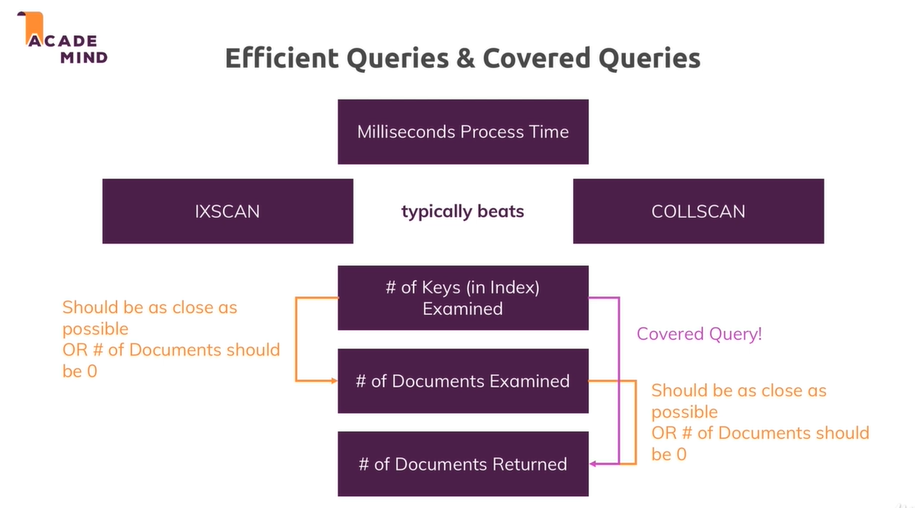 ACADE
MIND
Efficient Queries & Covered Queries
Milliseconds Process Time
IXSCAN
typically beats
COLLSCAN
# of Keys (in Index)
Examined
Should be as close as
possible
OR # of Documents should
be 0
Covered Query!
# of Documents Examined
Should be as close as
possible
OR # of Documents should
be 0
# of Documents Returned